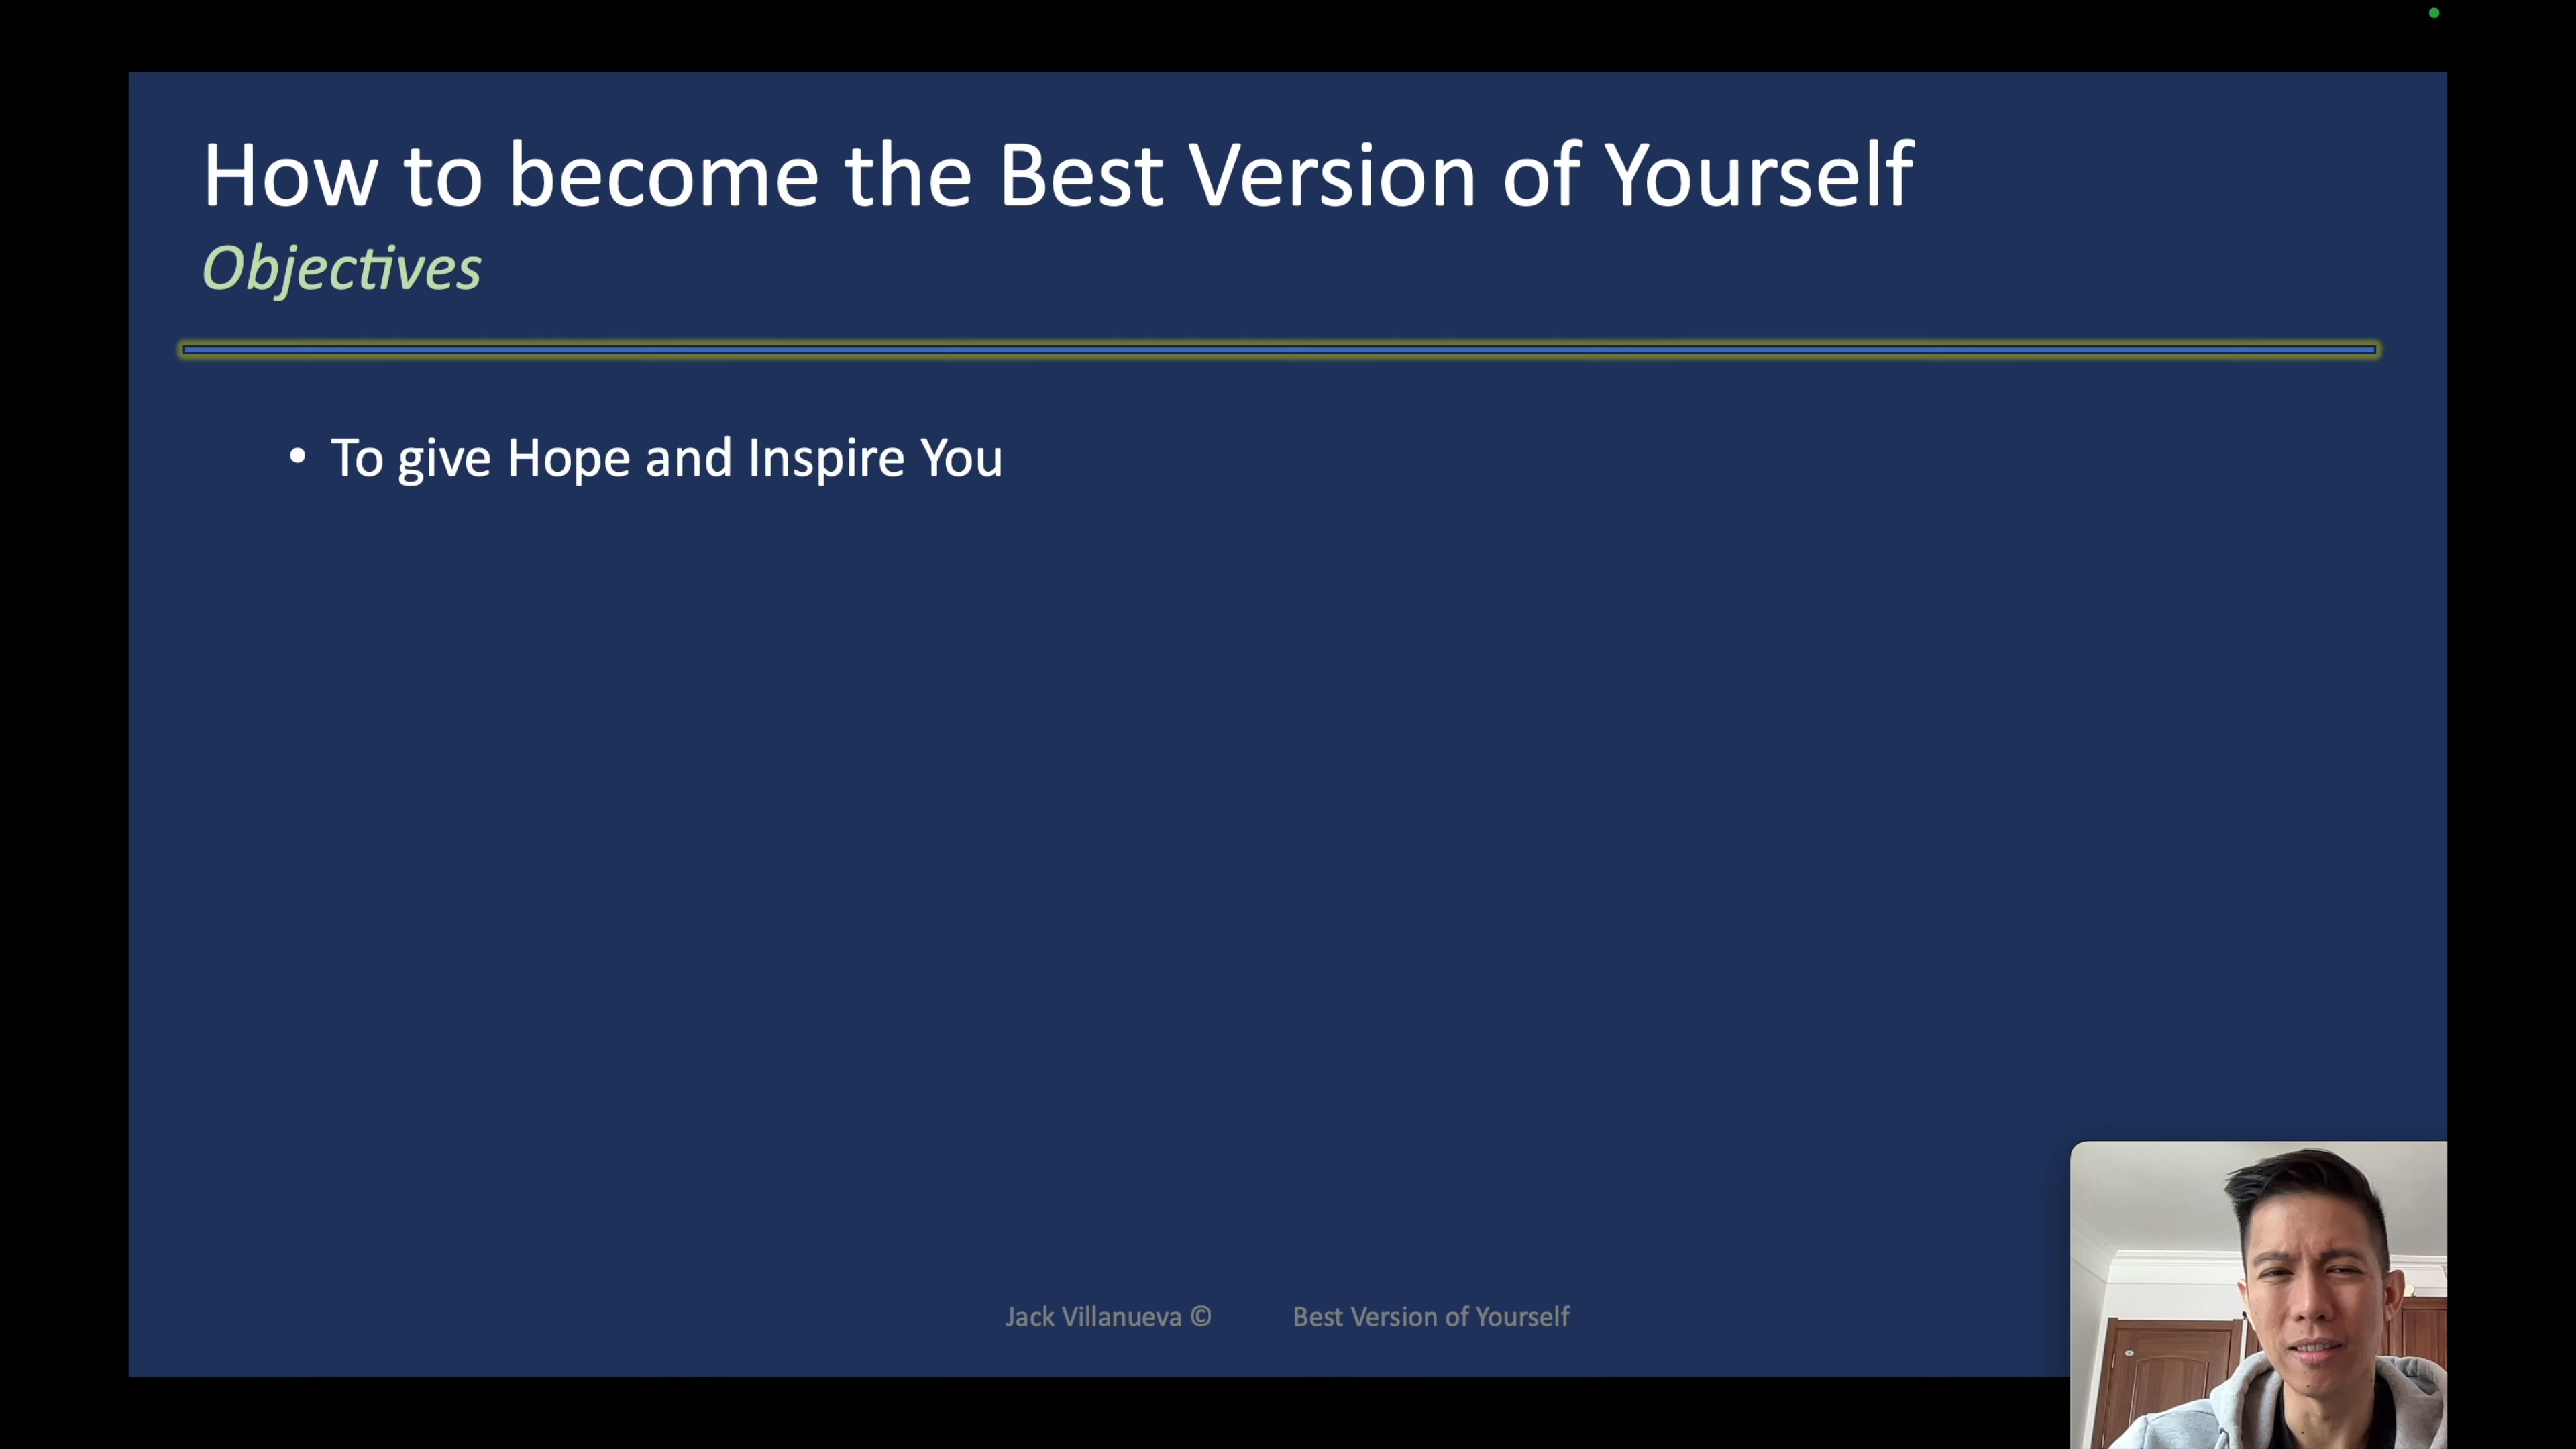 How to become the Best Version of Yourself
Objectives
• To give Hope and Inspire You
Jack Villanueva © Best Version of Yourself